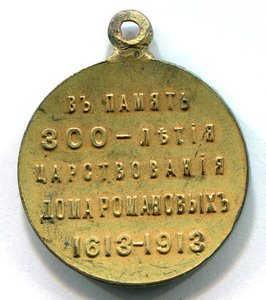 ВЪ ПАМЯТЬ
300-ЛѢТІЯ
ЦАРСТВОВАНІЯ
ДОМА РОМАНОВЫХЪ
1613-1913